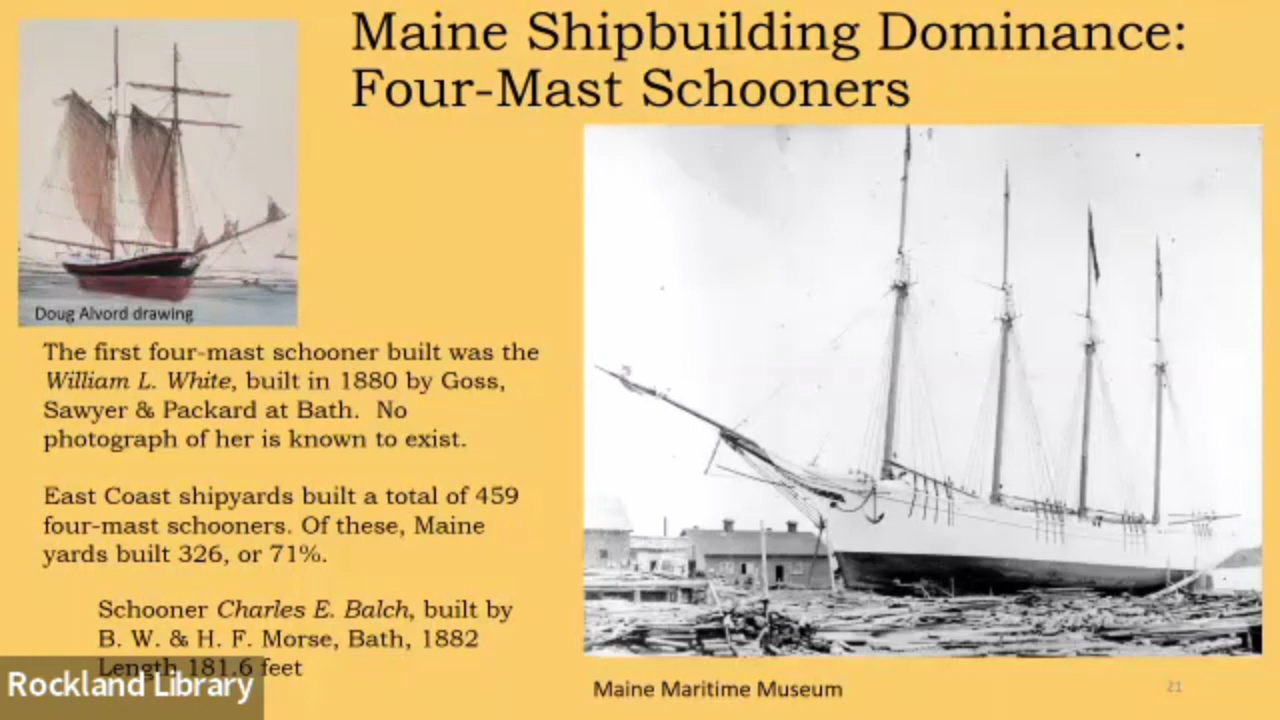 Maine Shipbuilding Dominance:
Four-Mast Schooners
Doug Alvord drawing
The first four-mast schooner built was the
William L. White, built in 1880 by Goss,
Sawyer & Packard at Bath. No
photograph of her is known to exist.
East Coast shipyards built a total of 459
four-mast schooners. Of these, Maine
yards built 326, or 71%.
Schooner Charles E. Balch, built by
B. W. & H. F. Morse, Bath, 1882
Length 181.6 feet
Rockland Library
Maine Maritime Museum
21